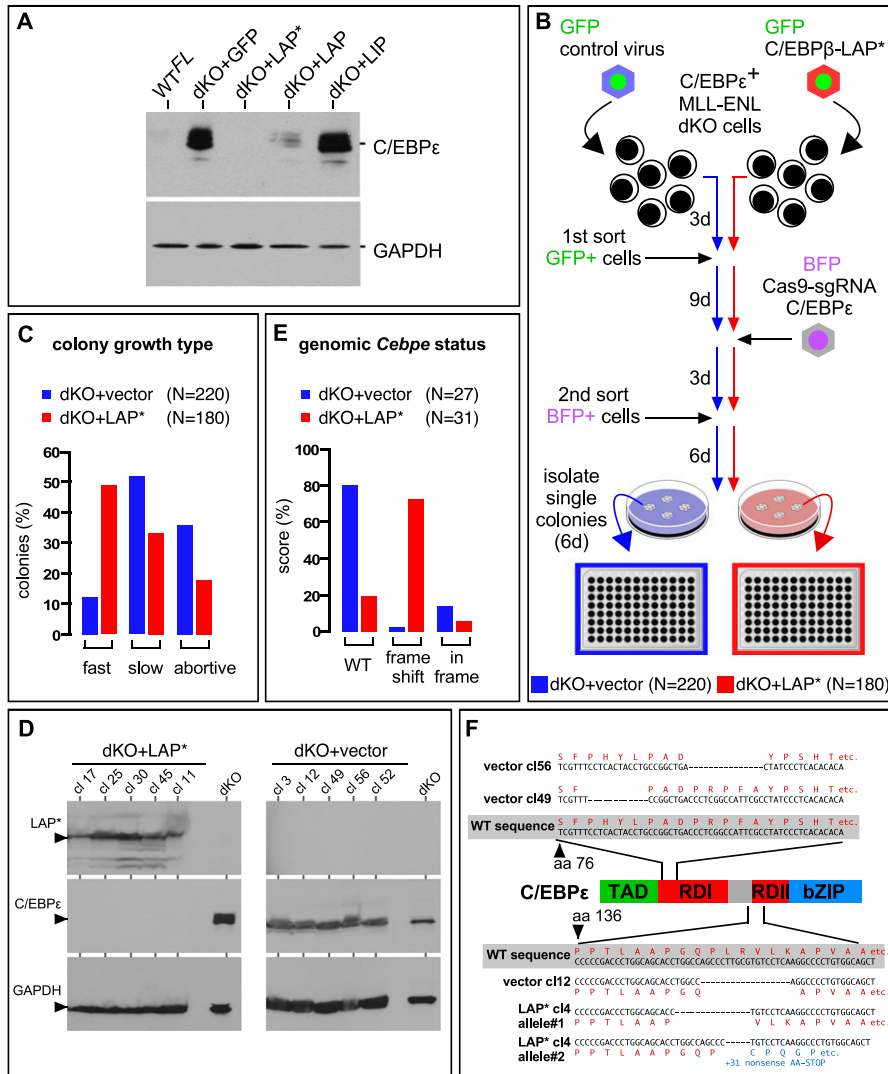 A
WT^FL
dKO+GFP
dKO+LAP*
dKO+LAP
dKO+LIP
C/EBPε
GAPDH
B
GFP
control virus
GFP
C/EBPβ-LAP*
C/EBPε+
MLL-ENL
dKO cells
3d
1st sort
GFP+ cells
9d
BFP
Cas9-sgRNA
C/EBPε
3d
2nd sort
BFP+ cells
6d
isolate
single
colonies
(6d)
dKO+vector (N=220)
dKO+LAP* (N=180)
C
colony growth type
dKO+vector (N=220)
dKO+LAP* (N=180)
colonies (%)
60
50
40
30
20
10
0
fast
slow
abortive
E
genomic Cebpe status
dKO+vector (N=27)
dKO+LAP* (N=31)
score (%)
100
80
60
40
20
0
WT
frame
shift
in
frame
D
dKO+LAP*
cl 17
cl 25
cl 30
cl 45
cl 11
dKO
dKO+vector
cl 3
cl 12
cl 49
cl 56
cl 52
dKO
LAP*
C/EBPε
GAPDH
F
S F P H Y L P A D Y P S H T etc.
vector cl56 TCGTTTCCTCACTACCTGCCGGCTGA---------------CTATCCCTCACACACA
S F P A D P R P F A Y P S H T etc.
vector cl49 TCGTTT------------CCGGCTGACCCTCGGCCATTCGCCTATCCCTCACACACA
S F P H Y L P A D P R P F A Y P S H T etc.
WT sequence TCGTTTCCTCACTACCTGCCGGCTGACCCTCGGCCATTCGCCTATCCCTCACACACA
aa 76
C/EBPε TAD RDI RDII bZIP
aa 136
P P T L A A P G Q P L R V L K A P V A A etc.
WT sequence CCCCCGACCCTGGCAGCACCTGGCCAGCCCTTGCGTGTCCTCAAGGCCCCTGTGGCAGCT
vector cl12 CCCCCGACCCTGGCAGCACCTGGCC------------------AGGCCCCTGTGGCAGCT
P P T L A A P G Q A P V A etc.
LAP* cl4 CCCCCGACCCTGGCAGCACC---------------TGTCCTCAAGGCCCCTGTGGCAGCT
allele#1 P P T L A A P V L K A P V A A etc.
LAP* cl4 CCCCCGACCCTGGCAGCACCTGGCCAGCCC------TGTCCTCAAGGCCCCTGTGGCAGCT
allele#2 P P T L A A P G Q P C P Q G P etc.
+31 nonsense AA-STOP